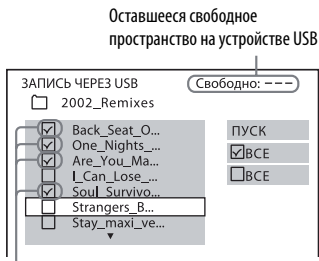 Оставшееся свободное
пространство на устройстве USB
ЗАПИСЬ ЧЕРЕЗ USB
Свободно: – – –
2002_Remixes
Back_Seat_O...
One_Nights_...
Are_You_Ma...
I_Can_Lose_...
Soul_Survivo...
Strangers_B...
Stay_maxi_ve...
ПУСК
ВСЕ
ВСЕ